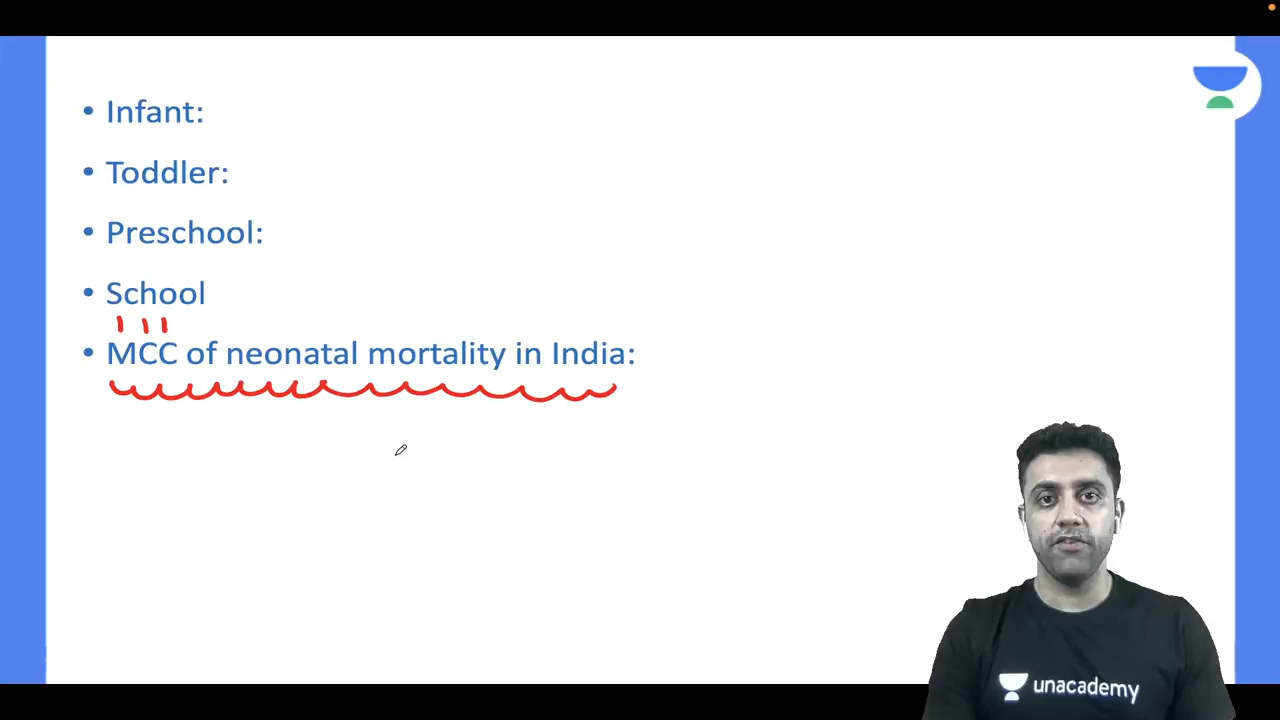 • Infant:
• Toddler:
• Preschool:
• School
• MCC of neonatal mortality in India:
unacademy